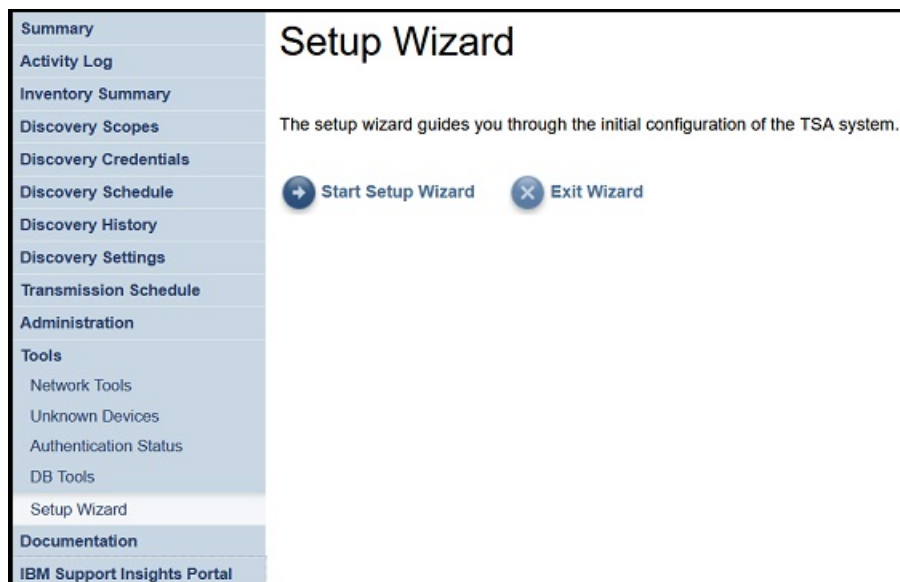 Summary
Activity Log
Inventory Summary
Discovery Scopes
Discovery Credentials
Discovery Schedule
Discovery History
Discovery Settings
Transmission Schedule
Administration
Tools
Network Tools
Unknown Devices
Authentication Status
DB Tools
Setup Wizard
Documentation
IBM Support Insights Portal
Setup Wizard
The setup wizard guides you through the initial configuration of the TSA system.
Start Setup Wizard Exit Wizard